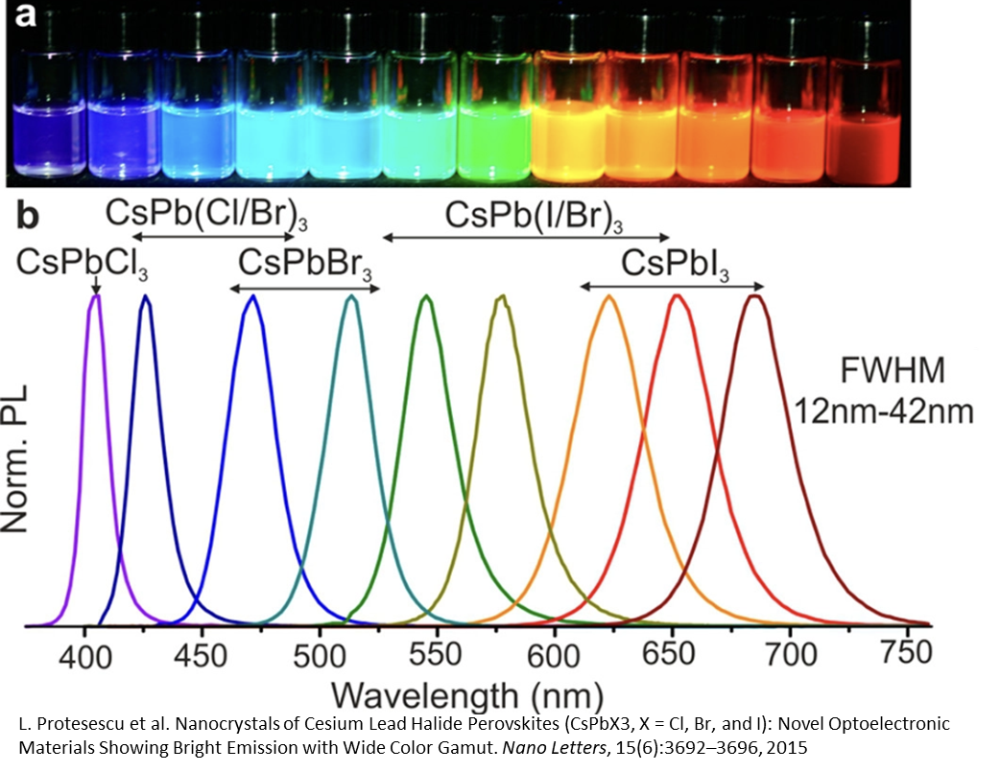 a
b
CsPb(Cl/Br)₃
CsPb(I/Br)₃
CsPbCl₃
CsPbBr₃
CsPbI₃
FWHM
12nm-42nm
Norm. PL
400 450 500 550 600 650 700 750
Wavelength (nm)
L. Protesescu et al. Nanocrystals of Cesium Lead Halide Perovskites (CsPbX3, X = Cl, Br, and I): Novel Optoelectronic
Materials Showing Bright Emission with Wide Color Gamut. Nano Letters, 15(6):3692–3696, 2015